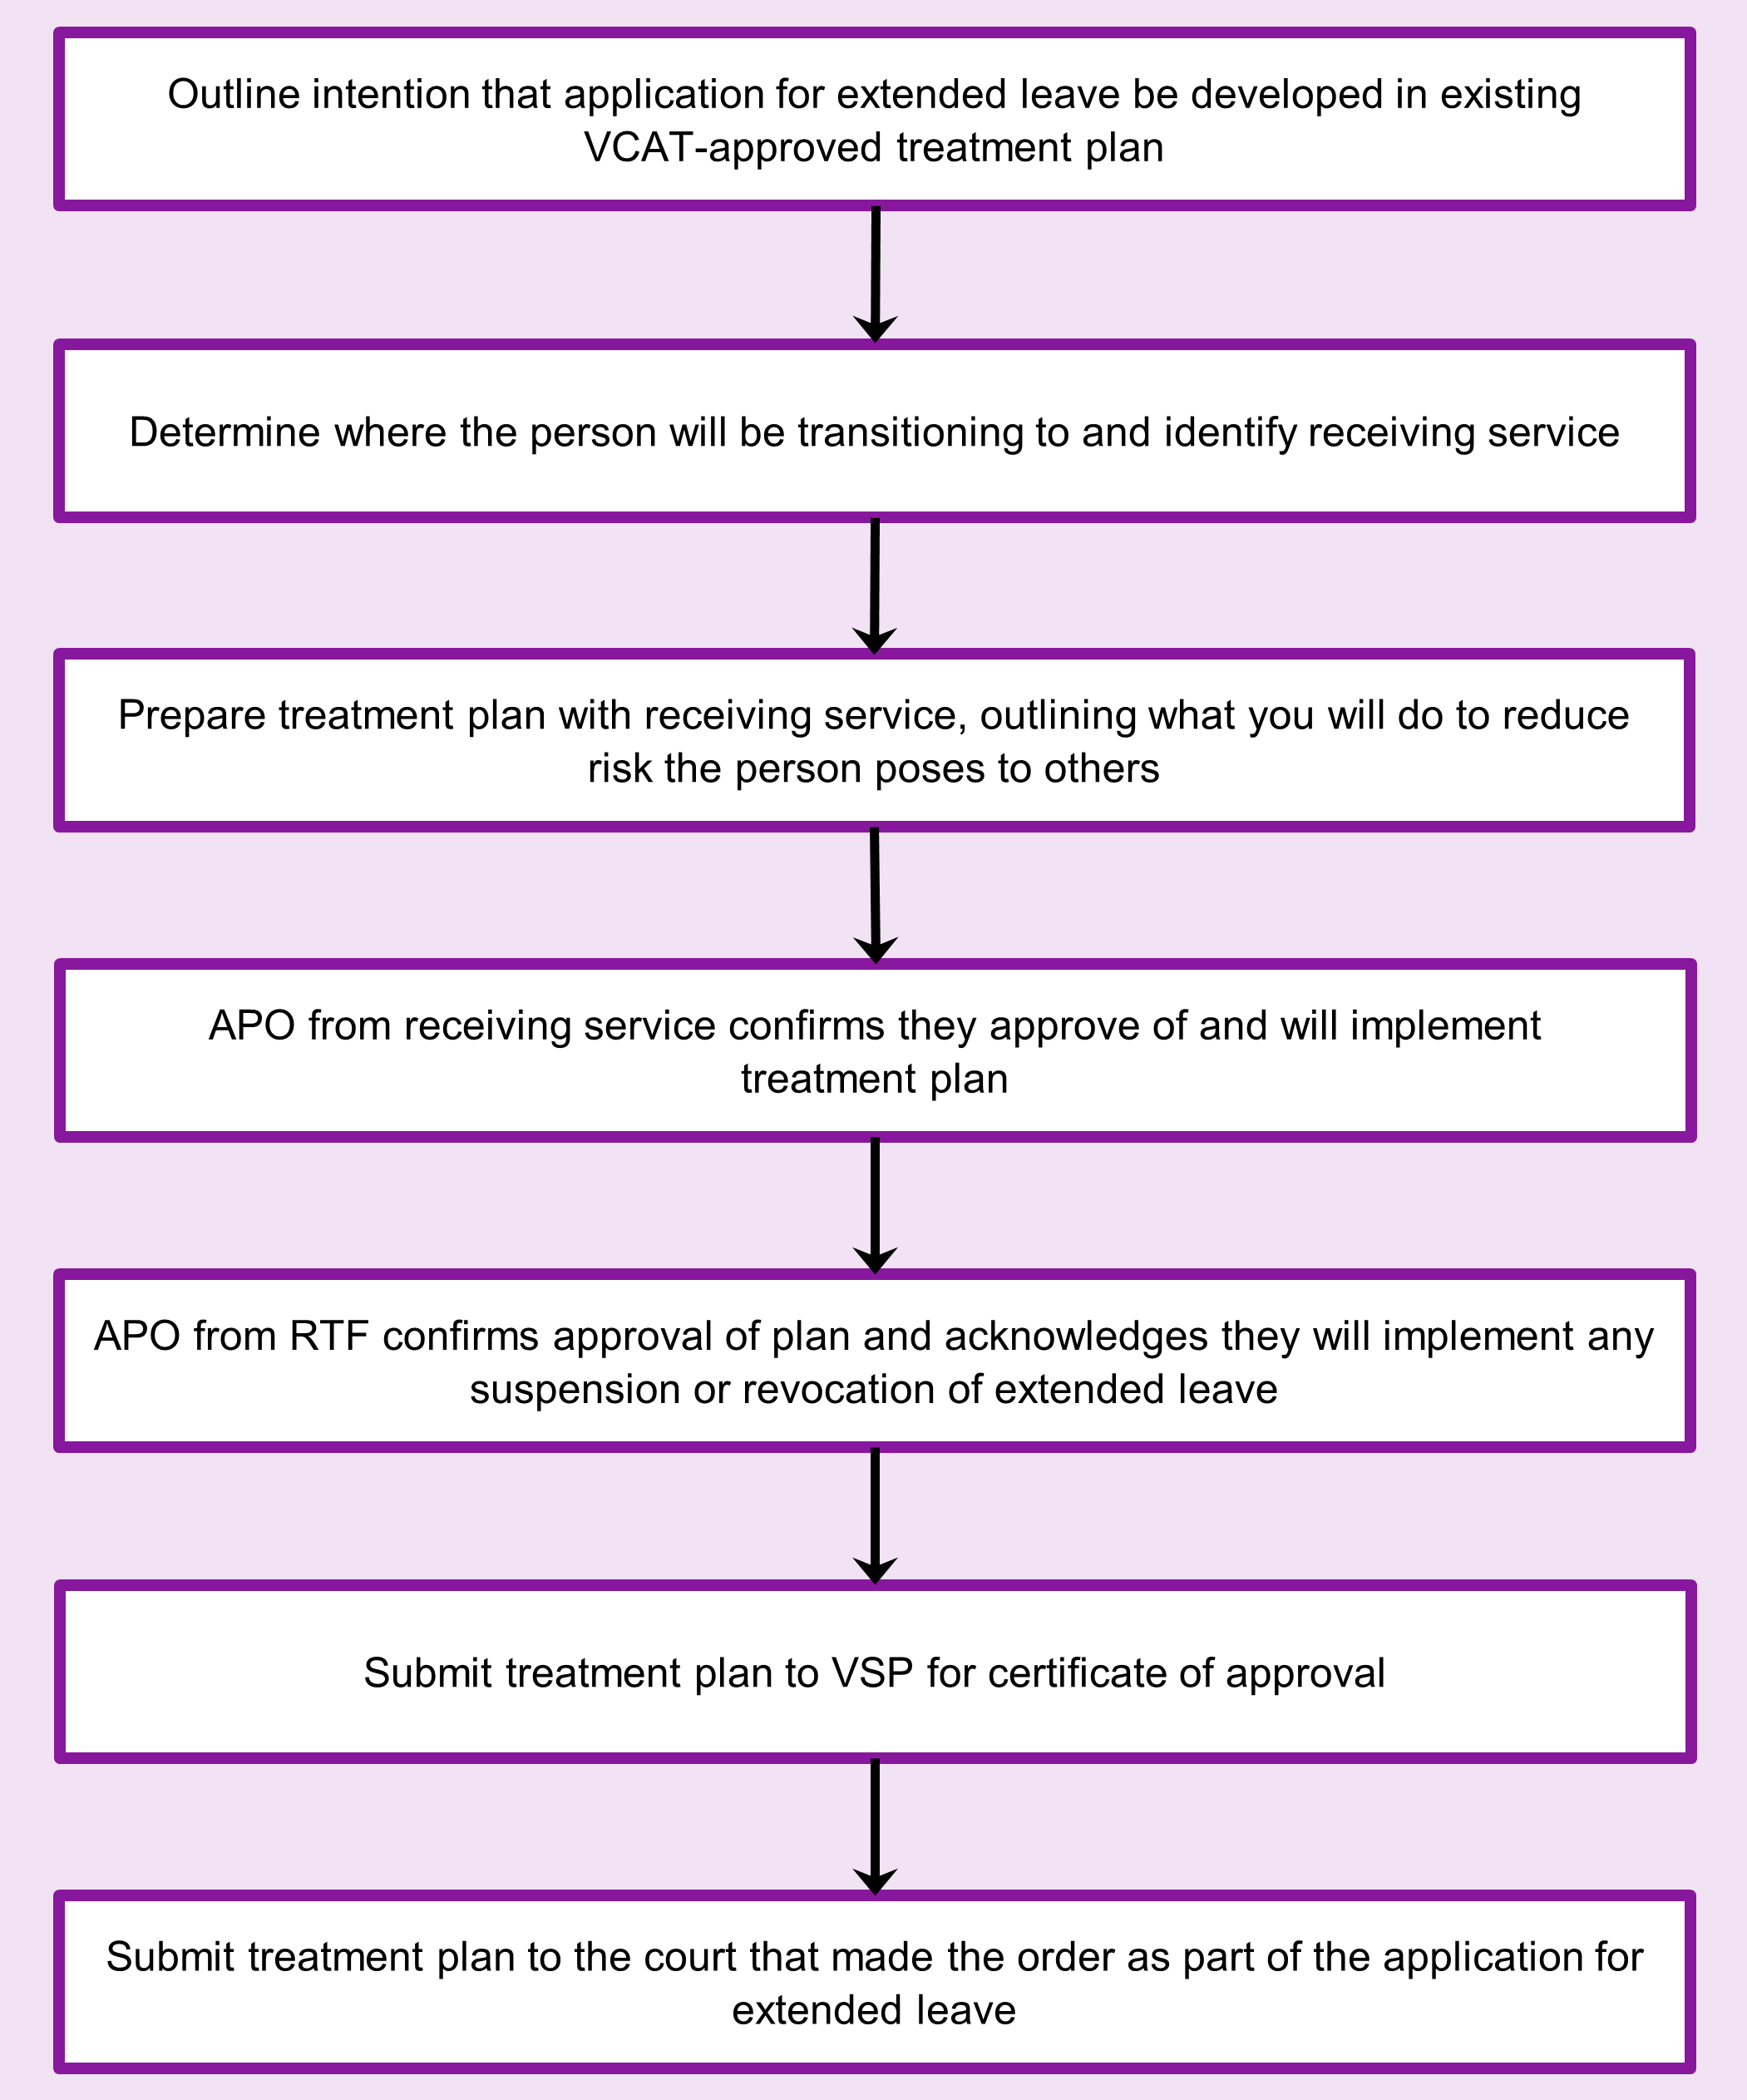 Outline intention that application for extended leave be developed in existing
VCAT-approved treatment plan
Determine where the person will be transitioning to and identify receiving service
Prepare treatment plan with receiving service, outlining what you will do to reduce
risk the person poses to others
APO from receiving service confirms they approve of and will implement
treatment plan
APO from RTF confirms approval of plan and acknowledges they will implement any
suspension or revocation of extended leave
Submit treatment plan to VSP for certificate of approval
Submit treatment plan to the court that made the order as part of the application for
extended leave